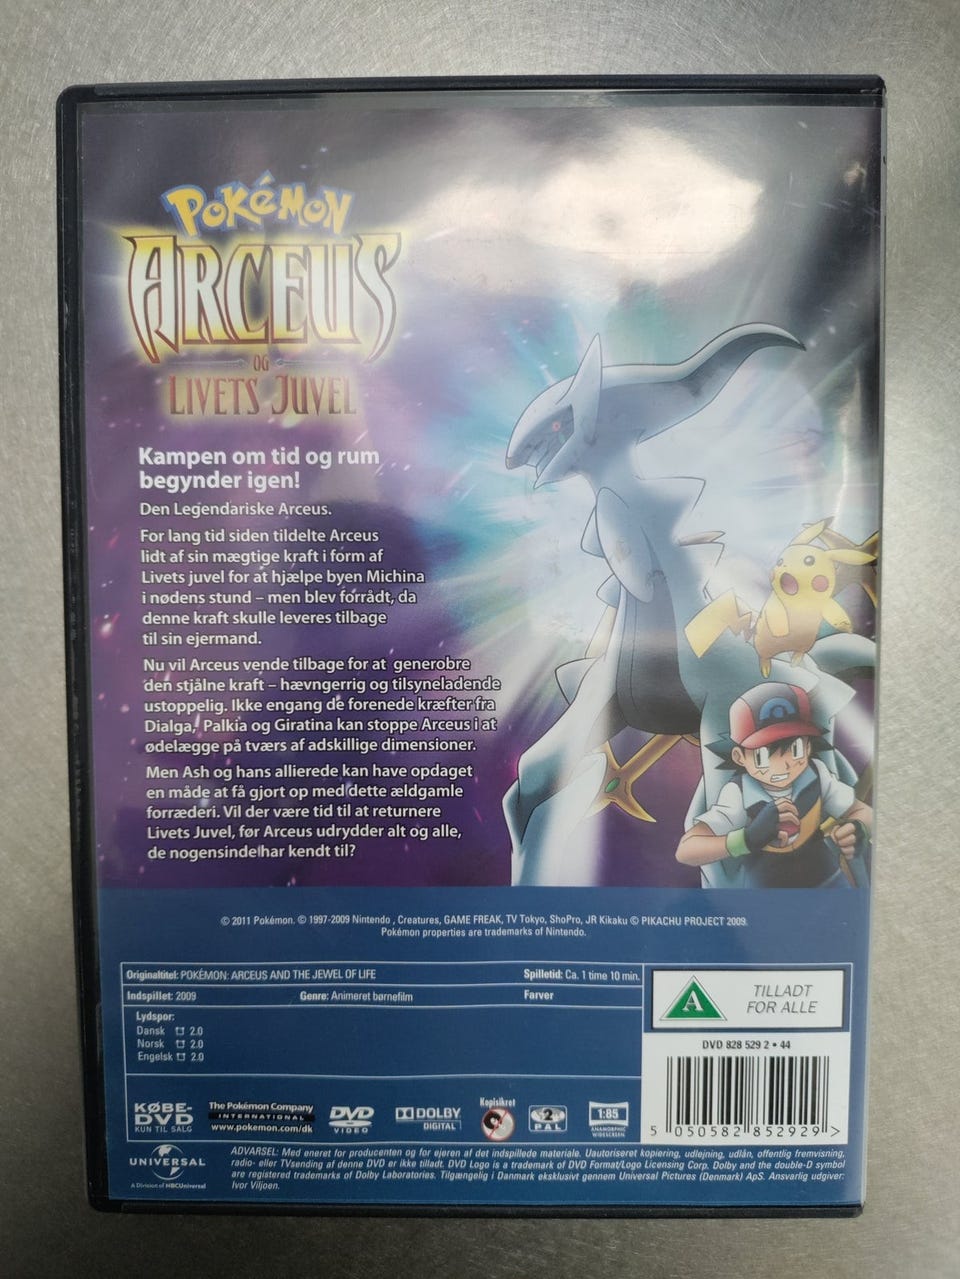 POKéMON
ARCEUS
OG
LIVETS JUVEL
Kampen om tid og rum
begynder igen!
Den Legendariske Arceus.
For lang tid siden tildelte Arceus
lidt af sin mægtige kraft i form af
Livets juvel for at hjælpe byen Michina
i nødens stund – men blev forrådt, da
denne kraft skulle leveres tilbage
til sin ejermand.
Nu vil Arceus vende tilbage for at generobre
den stjålne kraft – hævngerrig og tilsyneladende
ustoppelig. Ikke engang de forenede kræfter fra
Dialga, Palkia og Giratina kan stoppe Arceus i at
ødelægge på tværs af adskillige dimensioner.
Men Ash og hans allierede kan have opdaget
en måde at få gjort op med dette ældgamle
forræderi. Vil der være tid til at returnere
Livets Juvel, før Arceus udrydder alt og alle,
de nogensinde har kendt til?
© 2011 Pokémon. © 1997-2009 Nintendo , Creatures, GAME FREAK, TV Tokyo, ShoPro, JR Kikaku © PIKACHU PROJECT 2009.
Pokémon properties are trademarks of Nintendo.
Originaltitel: POKÉMON: ARCEUS AND THE JEWEL OF LIFE Spilletid: Ca. 1 time 10 min.
Indspillet: 2009 Genre: Animeret børnefilm Farver
Lydspor:
Dansk 2.0
Norsk 2.0
Engelsk 2.0
A TILLADT
FOR ALLE
DVD 828 529 2 • 44
5 050582 852929 >
KØBE-
DVD
KUN TIL SALG
The Pokémon Company
INTERNATIONAL
www.pokemon.com/dk
DVD
VIDEO
DOLBY
DIGITAL
Kopisikret
2
PAL
1:85
ANAMORPHIC
WIDESCREEN
UNIVERSAL
A Division of NBCUniversal
ADVARSEL: Med eneret for producenten og for ejeren af det indspillede materiale. Uautoriseret kopiering, udlejning, udlån, offentlig fremvisning,
radio- eller TVsending af denne DVD er ikke tilladt. DVD Logo is a trademark of DVD Format/Logo Licensing Corp. Dolby and the double-D symbol
are registered trademarks of Dolby Laboratories. Tilgængelig i Danmark eksklusivt gennem Universal Pictures (Denmark) ApS. Ansvarlig udgiver:
Ivor Viljoen.